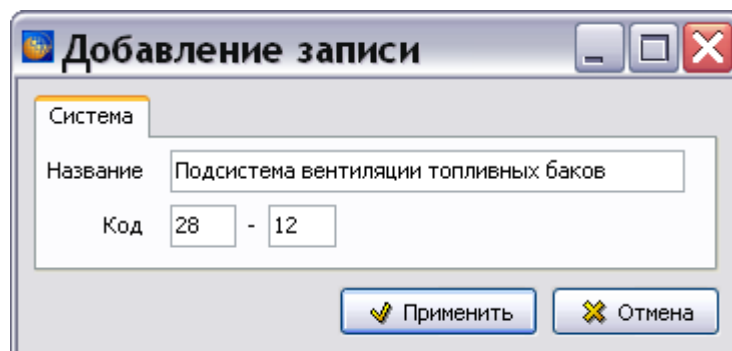 Добавление записи
Система
Название Подсистема вентиляции топливных баков
Код 28 - 12
Применить Отмена